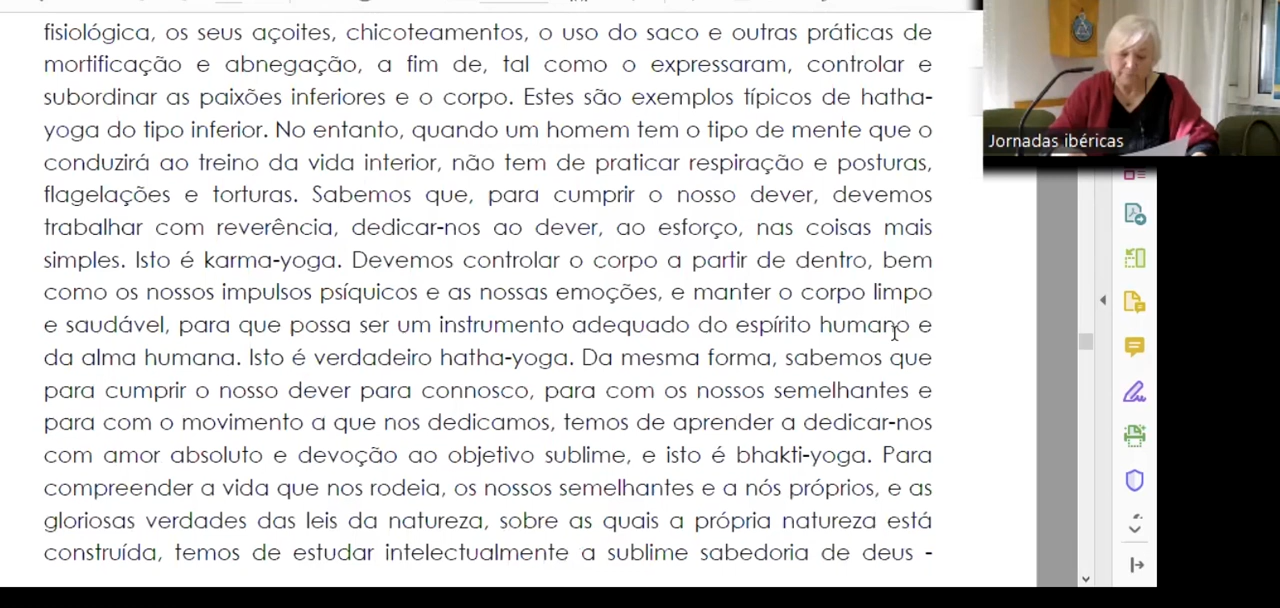 fisiológica, os seus açoites, chicoteamentos, o uso do saco e outras práticas de
mortificação e abnegação, a fim de, tal como o expressaram, controlar e
subordinar as paixões inferiores e o corpo. Estes são exemplos típicos de hatha-
yoga do tipo inferior. No entanto, quando um homem tem o tipo de mente que o
conduzirá ao treino da vida interior, não tem de praticar respiração e posturas,
flagelações e torturas. Sabemos que, para cumprir o nosso dever, devemos
trabalhar com reverência, dedicar-nos ao dever, ao esforço, nas coisas mais
simples. Isto é karma-yoga. Devemos controlar o corpo a partir de dentro, bem
como os nossos impulsos psíquicos e as nossas emoções, e manter o corpo limpo
e saudável, para que possa ser um instrumento adequado do espírito humano e
da alma humana. Isto é verdadeiro hatha-yoga. Da mesma forma, sabemos que
para cumprir o nosso dever para connosco, para com os nossos semelhantes e
para com o movimento a que nos dedicamos, temos de aprender a dedicar-nos
com amor absoluto e devoção ao objetivo sublime, e isto é bhakti-yoga. Para
compreender a vida que nos rodeia, os nossos semelhantes e a nós próprios, e as
gloriosas verdades das leis da natureza, sobre as quais a própria natureza está
construída, temos de estudar intelectualmente a sublime sabedoria de deus -
Jornadas ibéricas